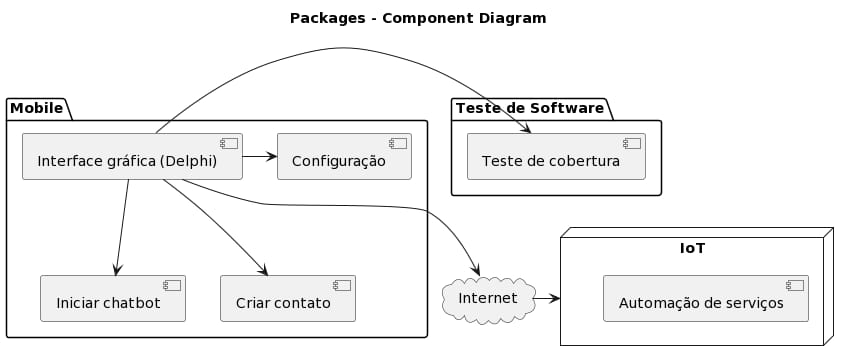 Packages - Component Diagram
Mobile
Teste de Software
Interface gráfica (Delphi)
Configuração
Teste de cobertura
IoT
Iniciar chatbot
Criar contato
Internet
Automação de serviços